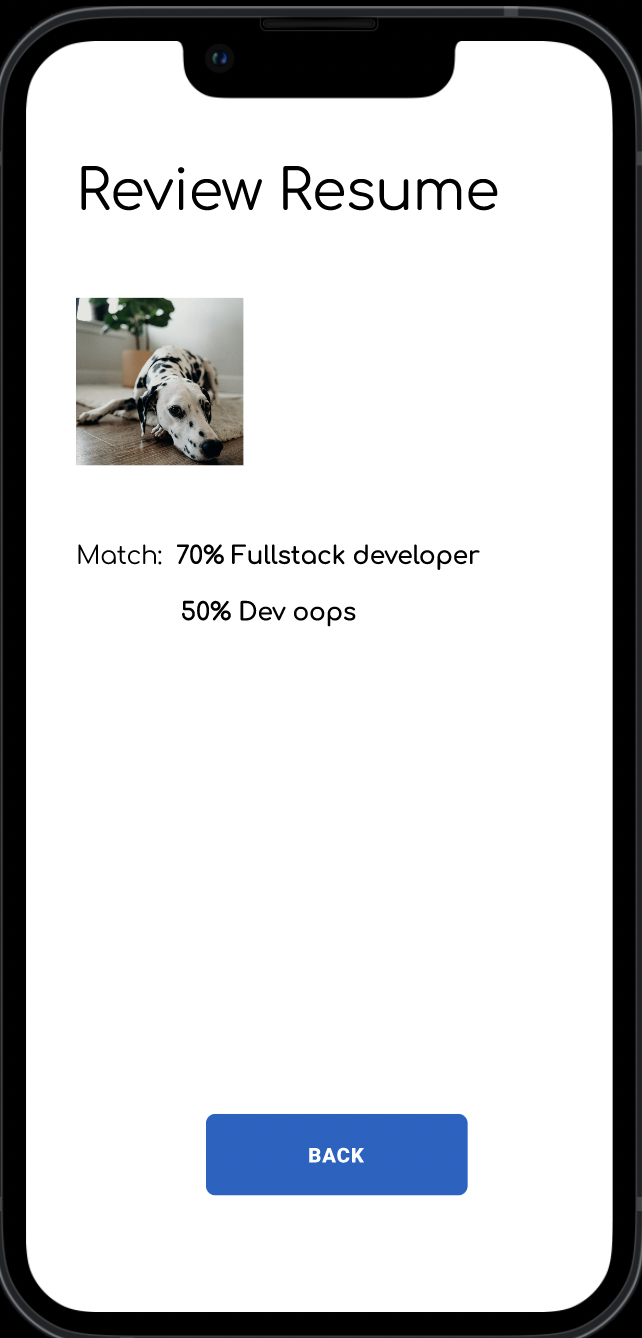 Review Resume
Match: 70% Fullstack developer
50% Dev oops
BACK